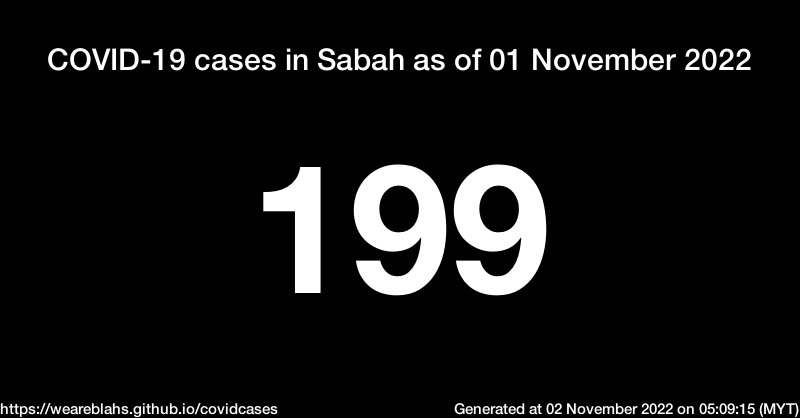 COVID-19 cases in Sabah as of 01 November 2022
199
https://weareblahs.github.io/covidcases
Generated at 02 November 2022 on 05:09:15 (MYT)